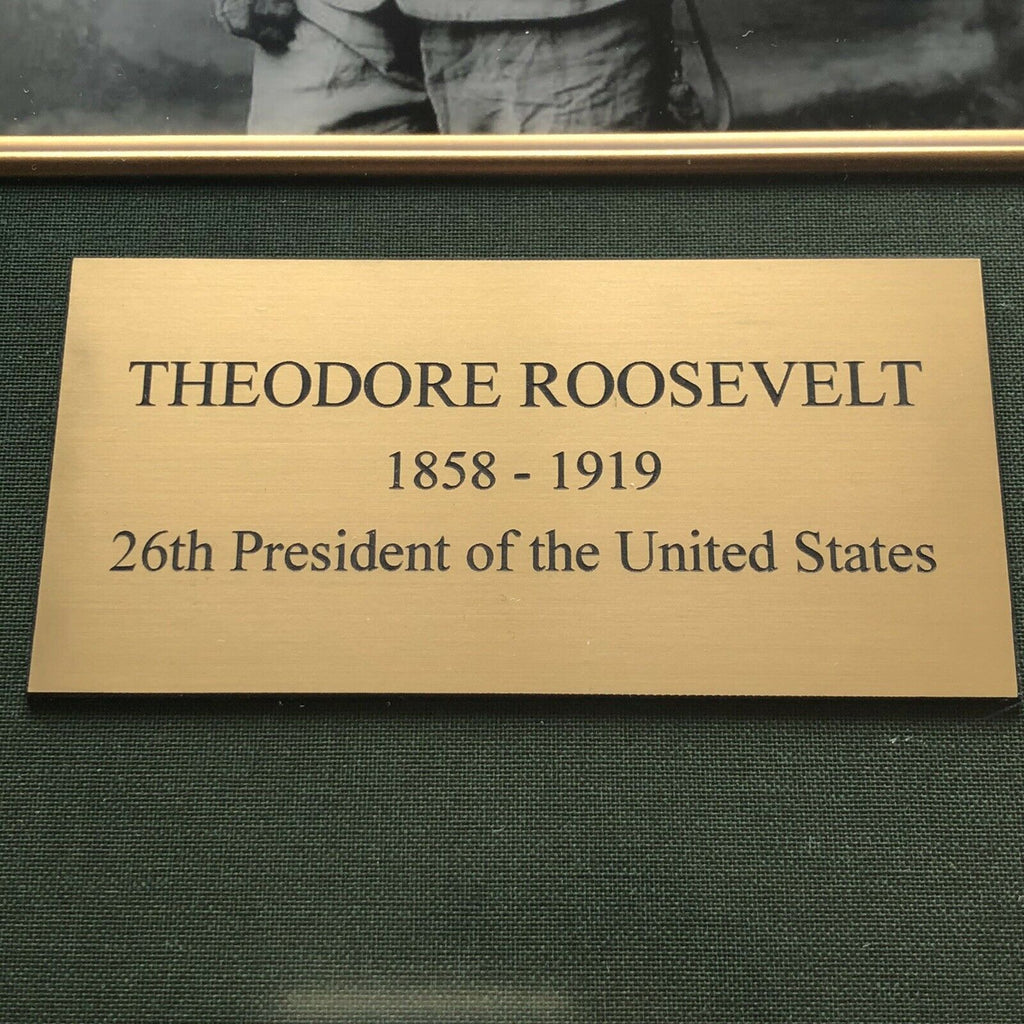 THEODORE ROOSEVELT
1858 - 1919
26th President of the United States